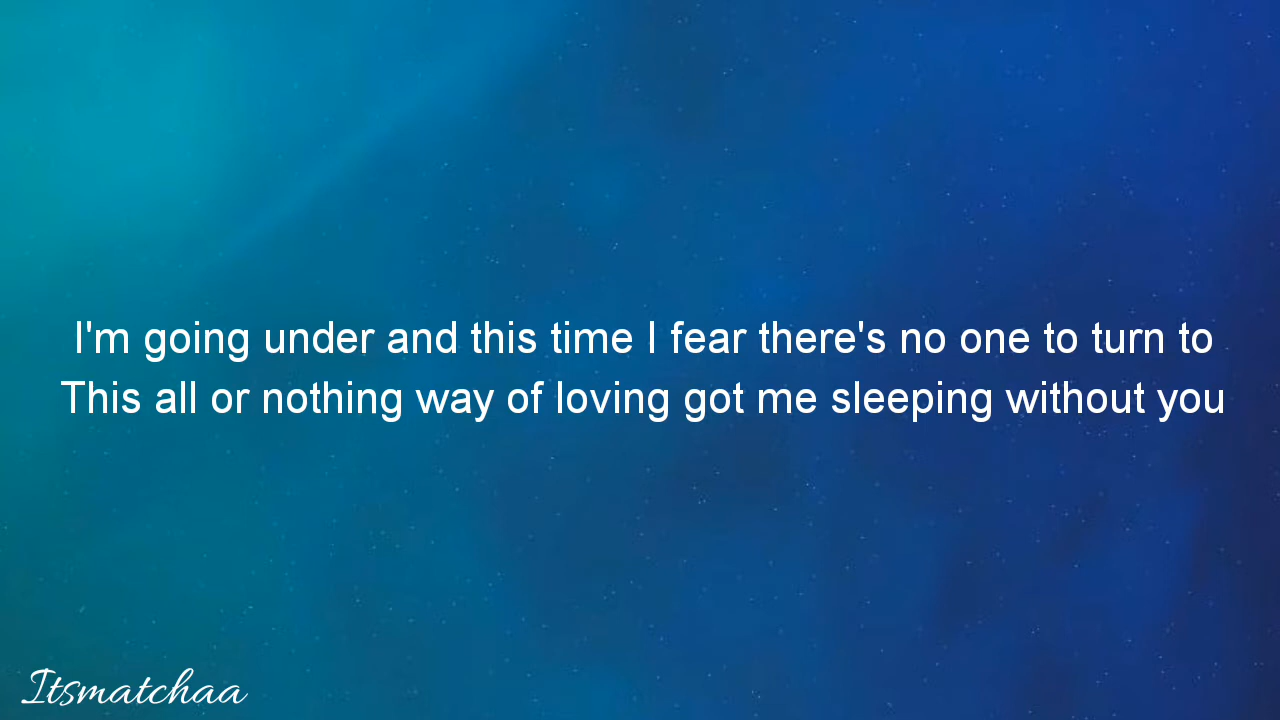 I'm going under and this time I fear there's no one to turn to
This all or nothing way of loving got me sleeping without you
Itsmatchaa